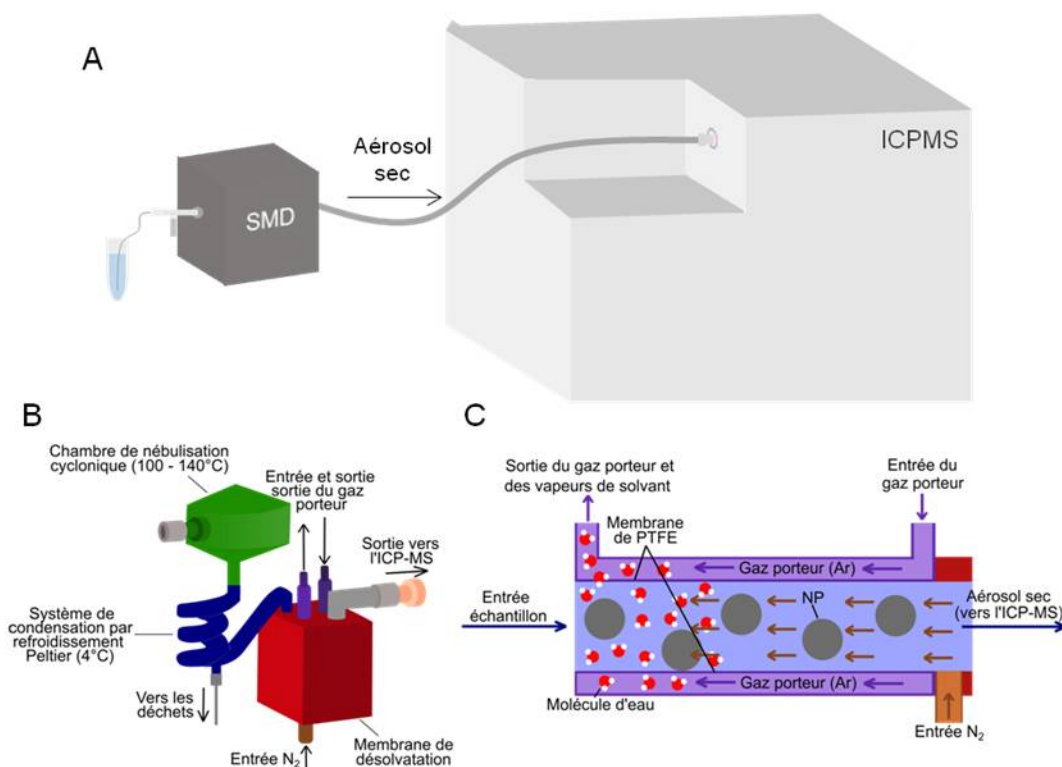 A
Aérosol
sec
SMD
ICPMS
B
Chambre de nébulisation
cyclonique (100 - 140°C)
Entrée et sortie
sortie du gaz
porteur
Sortie vers
l'ICP-MS
Système de
condensation par
refroidissement
Peltier (4°C)
Vers les
déchets
Entrée N₂
Membrane de
désolvatation
C
Sortie du gaz porteur et
des vapeurs de solvant
Entrée du
gaz porteur
Membrane
de PTFE
Gaz porteur (Ar)
NP
Entrée
échantillon
Aérosol sec
(vers l'ICP-MS)
Gaz porteur (Ar)
Molécule d'eau
Entrée N₂